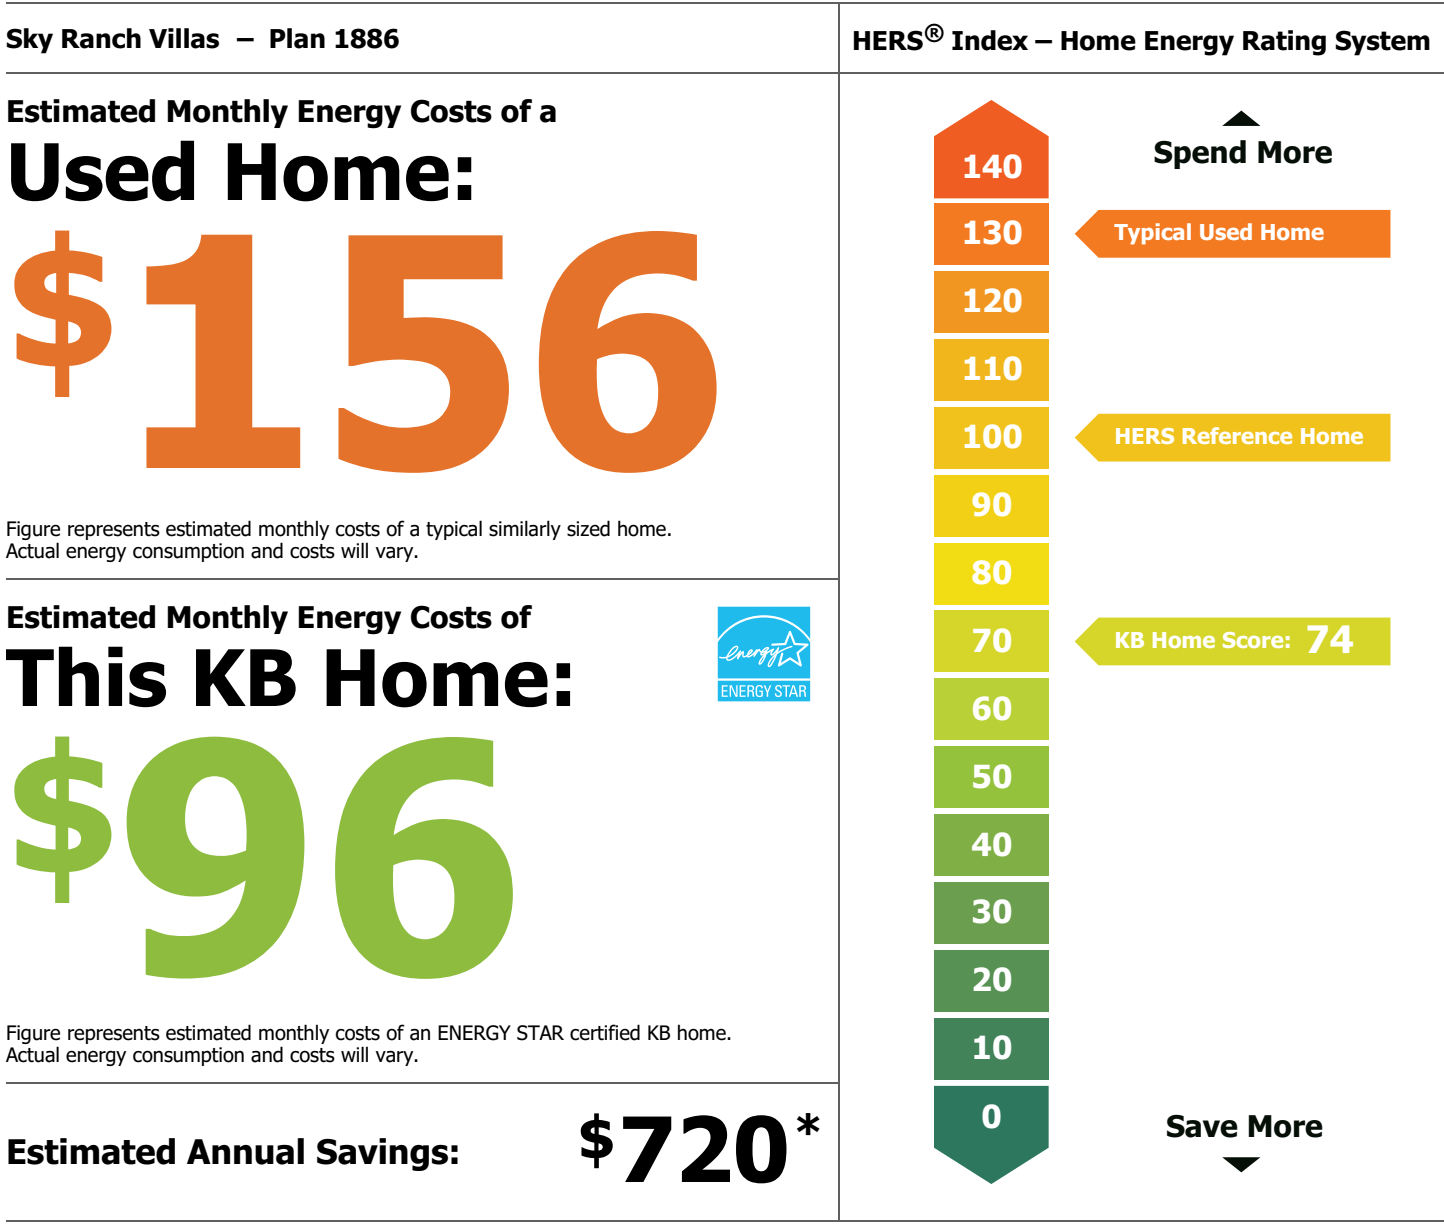 Sky Ranch Villas – Plan 1886
Estimated Monthly Energy Costs of a
Used Home:
$156
Figure represents estimated monthly costs of a typical similarly sized home.
Actual energy consumption and costs will vary.
Estimated Monthly Energy Costs of
This KB Home:
energy
ENERGY STAR
$96
Figure represents estimated monthly costs of an ENERGY STAR certified KB home.
Actual energy consumption and costs will vary.
Estimated Annual Savings: $720*
HERS® Index – Home Energy Rating System
Spend More
140
130 Typical Used Home
120
110
100 HERS Reference Home
90
80
70 KB Home Score: 74
60
50
40
30
20
10
0
Save More